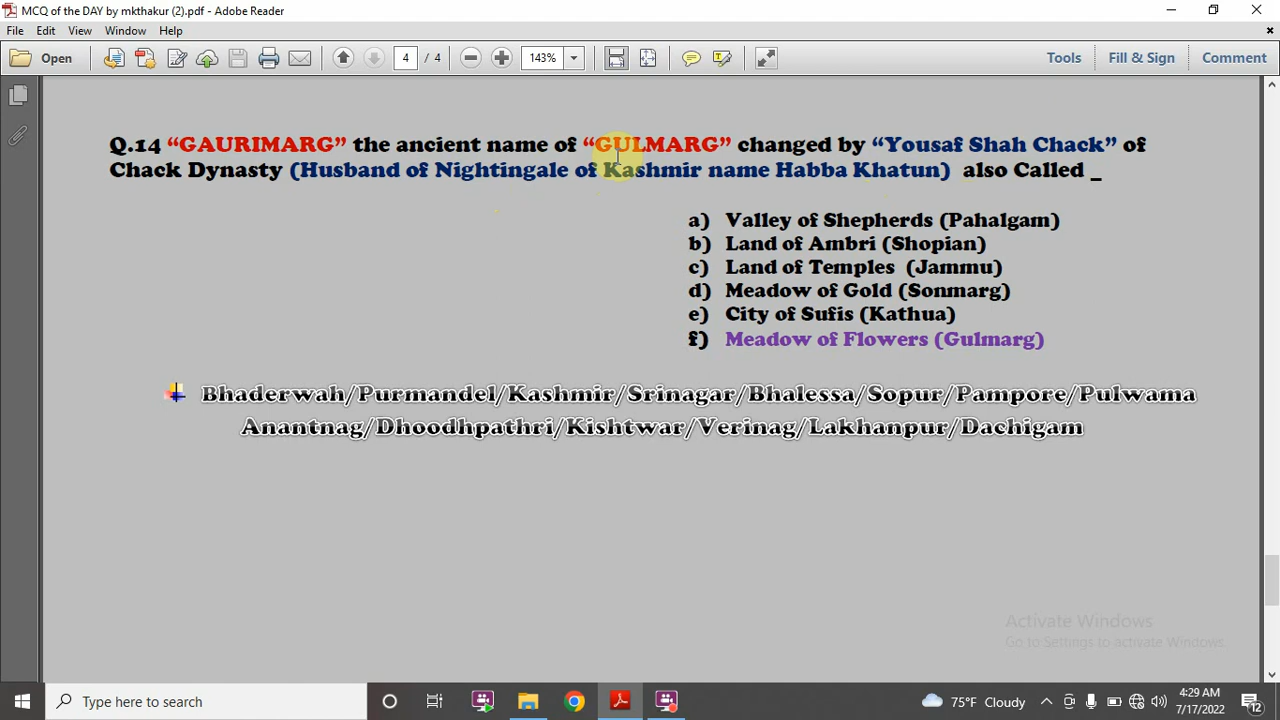 MCQ of the DAY by mkthakur (2).pdf - Adobe Reader
File Edit View Window Help
Open 4 / 4 143% Tools Fill & Sign Comment
Q.14 “GAURIMARG” the ancient name of “GULMARG” changed by “Yousaf Shah Chack” of
Chack Dynasty (Husband of Nightingale of Kashmir name Habba Khatun) also Called _
a) Valley of Shepherds (Pahalgam)
b) Land of Ambri (Shopian)
c) Land of Temples (Jammu)
d) Meadow of Gold (Sonmarg)
e) City of Sufis (Kathua)
f) Meadow of Flowers (Gulmarg)
Bhaderwah/Purmandel/Kashmir/Srinagar/Bhalessa/Sopur/Pampore/Pulwama
Anantnag/Dhoodhpathri/Kishtwar/Verinag/Lakhanpur/Dachigam
Activate Windows
Go to Settings to activate Windows.
Type here to search 75°F Cloudy 4:29 AM
7/17/2022 12